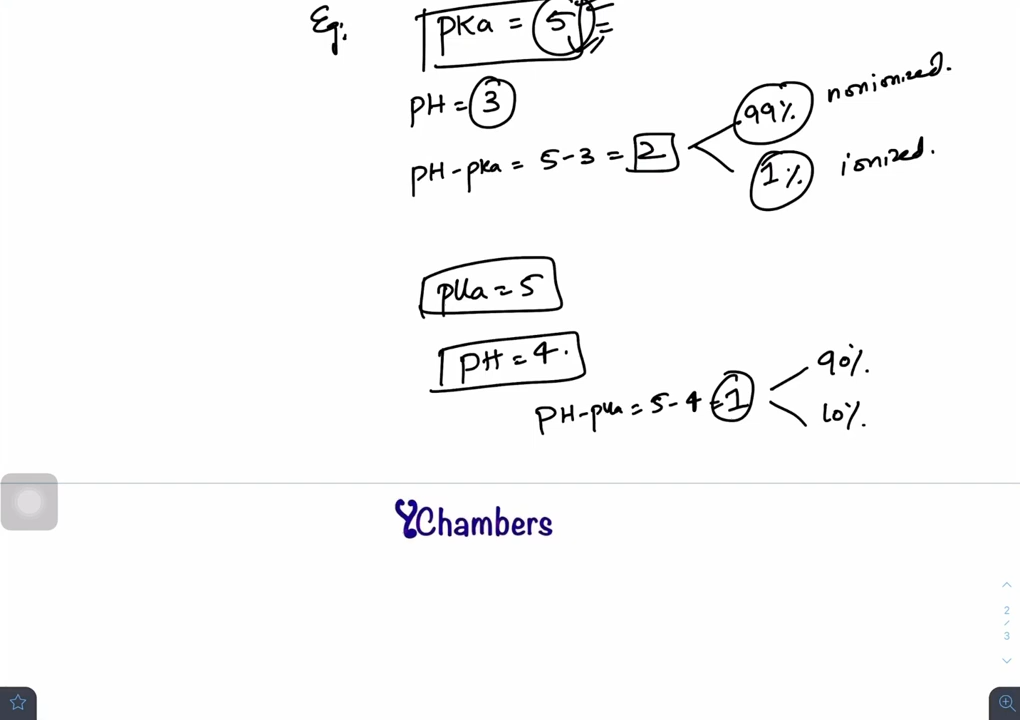 Eg:
pKa = 5
PH = 3
PH-pka = 5-3 = 2
99% nonionized.
1% ionized.
pKa = 5
PH = 4.
PH-pka = 5-4 = 1
90%.
10%.
Chambers
2
/
3